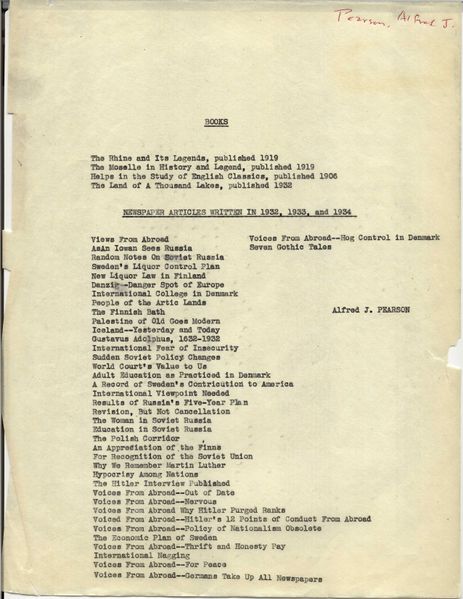 Pearson, Alfred J.
BOOKS
The Rhine and Its Legends, published 1919
The Moselle in History and Legend, published 1919
Helps in the Study of English Classics, published 1906
The Land of A Thousand Lakes, published 1932
NEWSPAPER ARTICLES WRITTEN IN 1932, 1933, and 1934
Views From Abroad
AsAn Iowan Sees Russia
Random Notes On Soviet Russia
Sweden's Liquor Control Plan
New Liquor Law in Finland
Danzig--Danger Spot of Europe
International College in Denmark
People of the Artic Lands
The Finnish Bath
Palestine of Old Goes Modern
Iceland--Yesterday and Today
Gustavus Adolphus, 1632-1932
International Fear of Insecurity
Sudden Soviet Policy Changes
World Court's Value to Us
Adult Education as Practiced in Denmark
A Record of Sweden's Contricution to America
International Viewpoint Needed
Results of Russia's Five-Year Plan
Revision, But Not Cancellation
The Woman in Soviet Russia
Education in Soviet Russia
The Polish Corridor
An Appreciation of the Finns
For Recognition of the Soviet Union
Why We Remember Martin Luther
Hypocrisy Among Nations
The Hitler Interview Published
Voices From Abroad--Out of Date
Voices From Abroad--Nervous
Voices From Abroad Why Hitler Purged Ranks
Voiced From Abroad--Hitler's 12 Points of Conduct From Abroad
Voices From Abroad--Policy of Nationalism Obsolete
The Economic Plan of Sweden
Voices From Abroad--Thrift and Honesty Pay
International Nagging
Voices From Abroad--For Peace
Voices From Abroad--Germans Take Up All Newspapers
Voices From Abroad--Hog Control in Denmark
Seven Gothic Tales
Alfred J. PEARSON